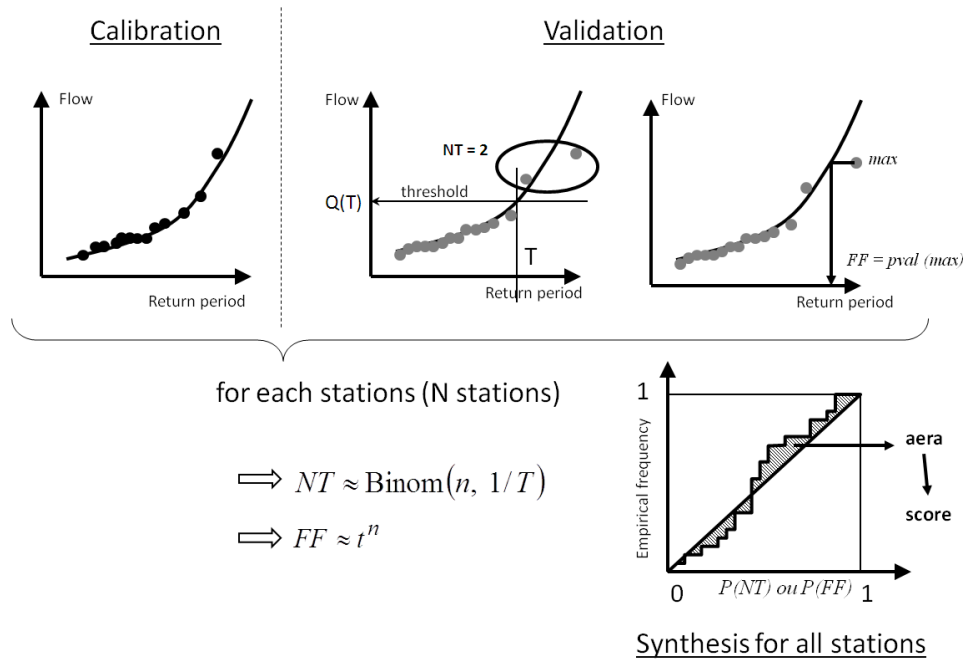 Calibration
Validation
Flow
Return period
Flow
NT = 2
threshold
Q(T)
T
Return period
Flow
max
FF = pval (max)
Return period
for each stations (N stations)
NT ≈ Binom(n, 1/T)
FF ≈ tⁿ
1
Empirical frequency
aera
score
0
P(NT) ou P(FF)
1
Synthesis for all stations